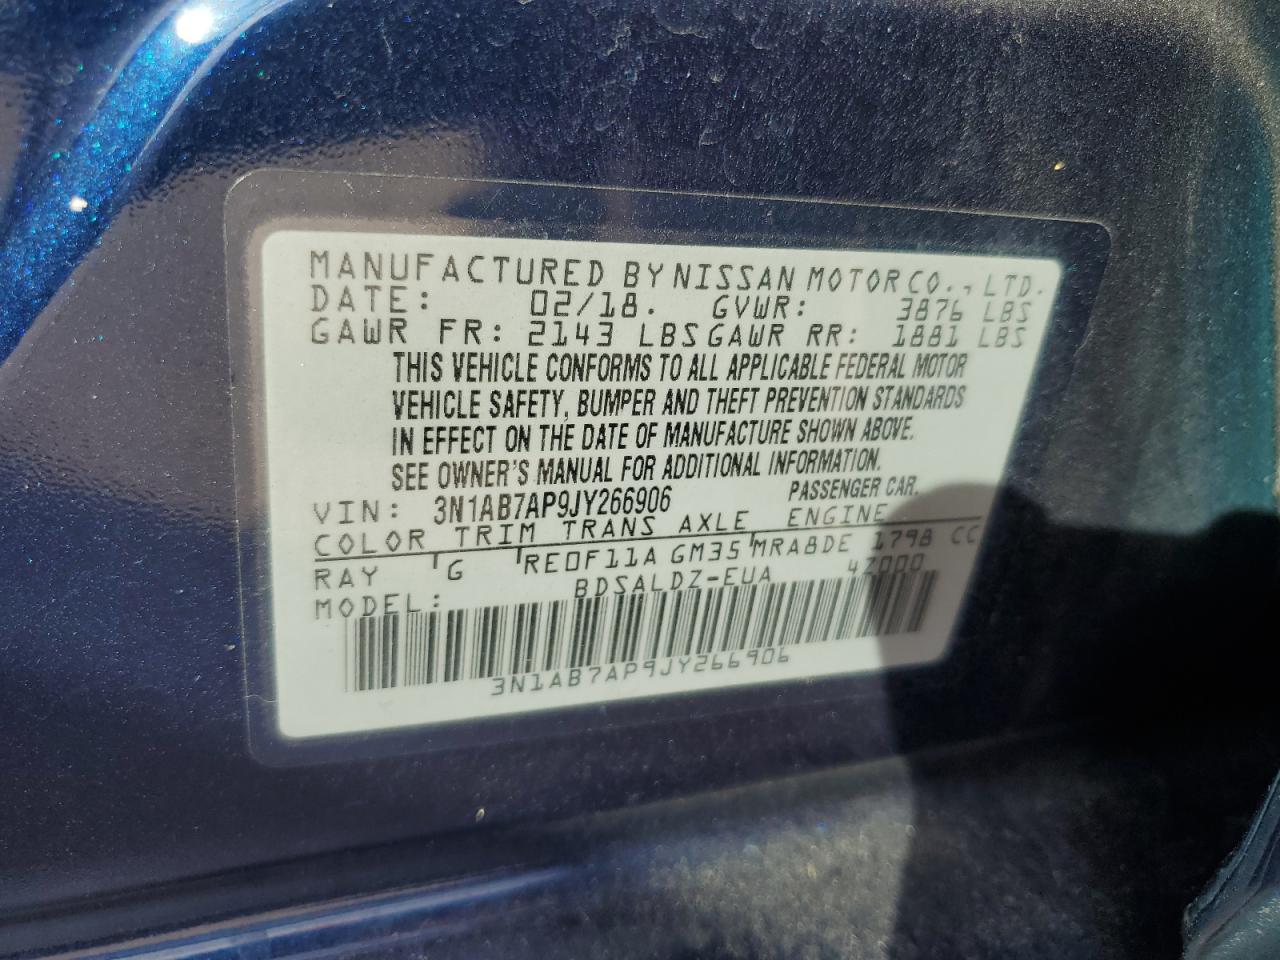 MANUFACTURED BY NISSAN MOTOR CO., LTD.
DATE: 02/18. GVWR: 3876 LBS
GAWR FR: 2143 LBS GAWR RR: 1881 LBS
THIS VEHICLE CONFORMS TO ALL APPLICABLE FEDERAL MOTOR
VEHICLE SAFETY, BUMPER AND THEFT PREVENTION STANDARDS
IN EFFECT ON THE DATE OF MANUFACTURE SHOWN ABOVE.
SEE OWNER'S MANUAL FOR ADDITIONAL INFORMATION.
VIN: 3N1AB7AP9JY266906 PASSENGER CAR.
COLOR TRIM TRANS AXLE ENGINE
RAY G RE0F11A GM35 MRA8DE 1798 CC
MODEL: BDSALDZ-EUA 4Z000
3N1AB7AP9JY266906